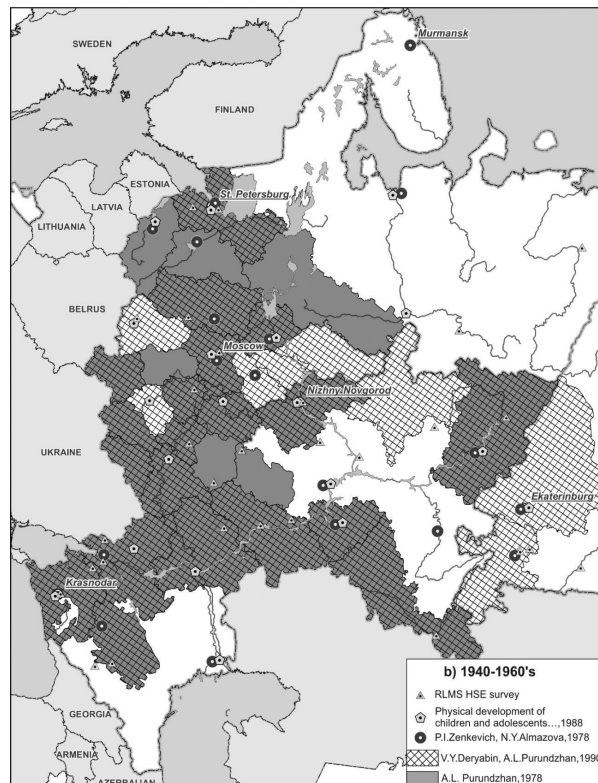 Murmansk
SWEDEN
FINLAND
ESTONIA
St. Petersburg
LATVIA
LITHUANIA
BELRUS
Moscow
Nizhny Novgorod
UKRAINE
Ekaterinburg
Krasnodar
GEORGIA
ARMENIA
AZERBAIJAN
b) 1940-1960's
RLMS HSE survey
Physical development of
children and adolescents...,1988
P.I.Zenkevich, N.Y.Almazova,1978
V.Y.Deryabin, A.L.Purundzhan,1990
A.L. Purundzhan,1978